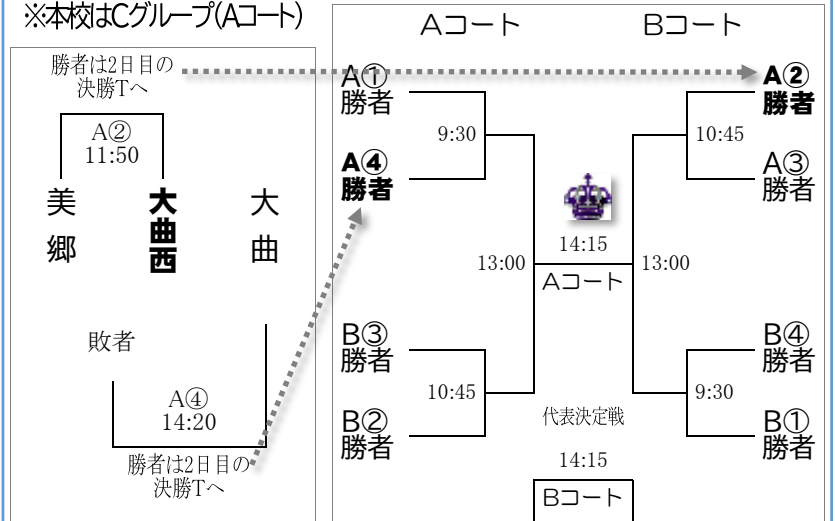 ※本校はCグループ(Aコート)
勝者は2日目の
決勝Tへ
A②
11:50
美郷
大曲西
大曲
敗者
A④
14:20
勝者は2日目の
決勝Tへ
Aコート
Bコート
A①
勝者
9:30
A④
勝者
A②
勝者
10:45
A③
勝者
14:15
13:00
Aコート
13:00
B③
勝者
10:45
B②
勝者
B④
勝者
9:30
B①
勝者
代表決定戦
14:15
Bコート